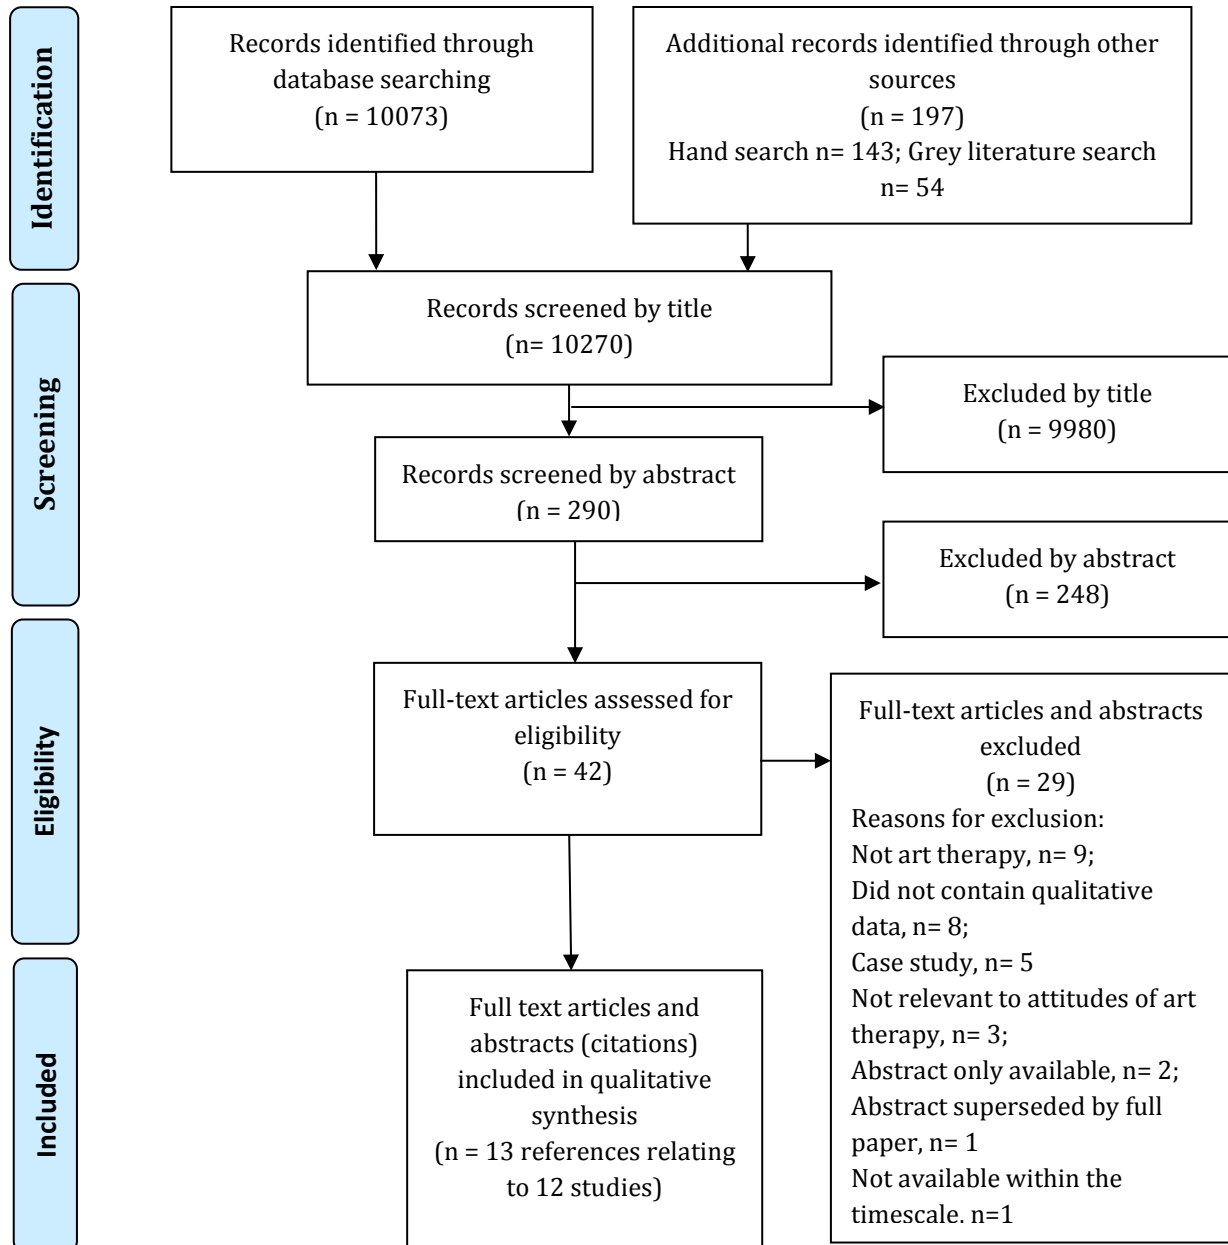 Identification
Records identified through
database searching
(n = 10073)
Additional records identified through other
sources
(n = 197)
Hand search n= 143; Grey literature search
n= 54
Screening
Records screened by title
(n= 10270)
Excluded by title
(n = 9980)
Records screened by abstract
(n = 290)
Excluded by abstract
(n = 248)
Eligibility
Full-text articles assessed for
eligibility
(n = 42)
Full-text articles and abstracts
excluded
(n = 29)
Reasons for exclusion:
Not art therapy, n= 9;
Did not contain qualitative
data, n= 8;
Case study, n= 5
Not relevant to attitudes of art
therapy, n= 3;
Abstract only available, n= 2;
Abstract superseded by full
paper, n= 1
Not available within the
timescale. n=1
Included
Full text articles and
abstracts (citations)
included in qualitative
synthesis
(n = 13 references relating
to 12 studies)